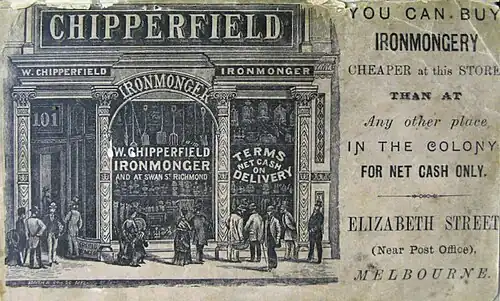 CHIPPERFIELD
W. CHIPPERFIELD
IRONMONGER
IRONMONGER
101
W. CHIPPERFIELD
IRONMONGER
AND AT SWAN ST. RICHMOND
TERMS
NET CASH
ON
DELIVERY
YOU CAN BUY
IRONMONGERY
CHEAPER at this STORE
THAN AT
Any other place
IN THE COLONY
FOR NET CASH ONLY.
ELIZABETH STREET
(Near Post Office),
MELBOURNE.